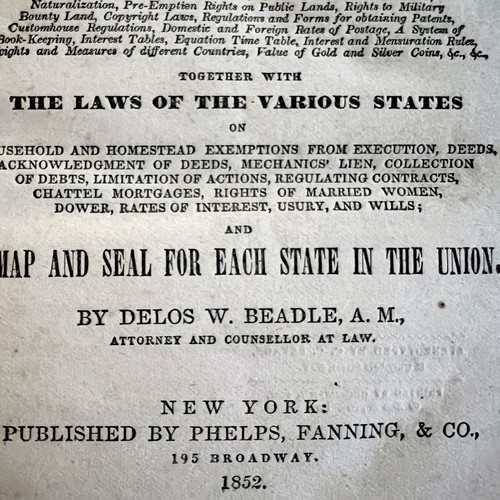 Naturalization, Pre-Emption Rights on Public Lands, Rights to Military
Bounty Land, Copyright Laws, Regulations and Forms for obtaining Patents,
Customhouse Regulations, Domestic and Foreign Rates of Postage, A System of
Book-Keeping, Interest Tables, Equation Time Table, Interest and Mensuration Rules,
eights and Measures of different Countries, Value of Gold and Silver Coins, &c., &c.,
TOGETHER WITH
THE LAWS OF THE VARIOUS STATES
ON
USEHOLD AND HOMESTEAD EXEMPTIONS FROM EXECUTION, DEEDS,
ACKNOWLEDGMENT OF DEEDS, MECHANICS' LIEN, COLLECTION
OF DEBTS, LIMITATION OF ACTIONS, REGULATING CONTRACTS,
CHATTEL MORTGAGES, RIGHTS OF MARRIED WOMEN,
DOWER, RATES OF INTEREST, USURY, AND WILLS;
AND
MAP AND SEAL FOR EACH STATE IN THE UNION.
BY DELOS W. BEADLE, A. M.,
ATTORNEY AND COUNSELLOR AT LAW.
NEW YORK:
PUBLISHED BY PHELPS, FANNING, & CO.,
195 BROADWAY.
1852.